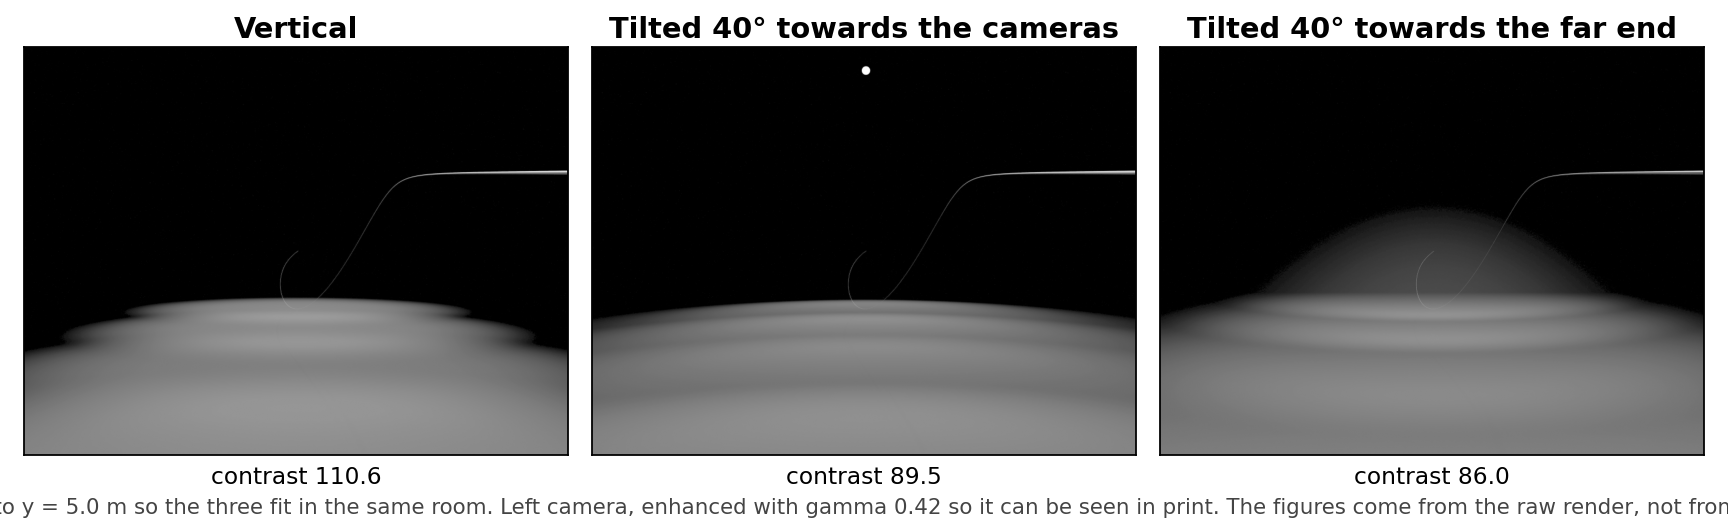 Vertical
Tilted 40° towards the cameras
Tilted 40° towards the far end
contrast 110.6
contrast 89.5
contrast 86.0
to y = 5.0 m so the three fit in the same room. Left camera, enhanced with gamma 0.42 so it can be seen in print. The figures come from the raw render, not